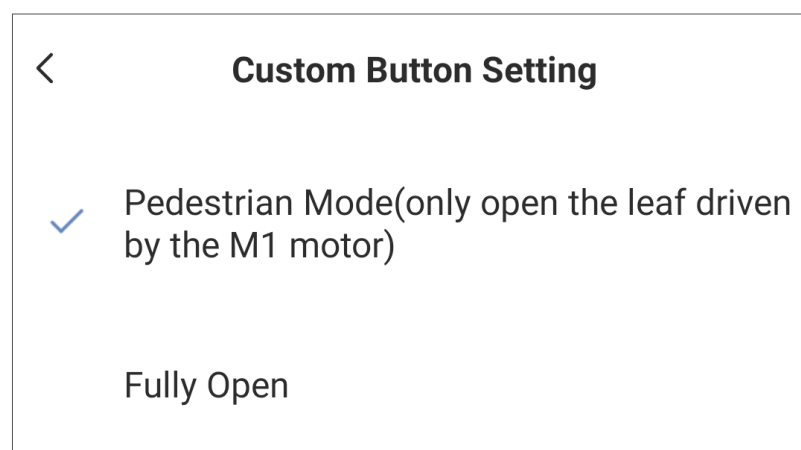 Custom Button Setting
Pedestrian Mode(only open the leaf driven
by the M1 motor)
Fully Open